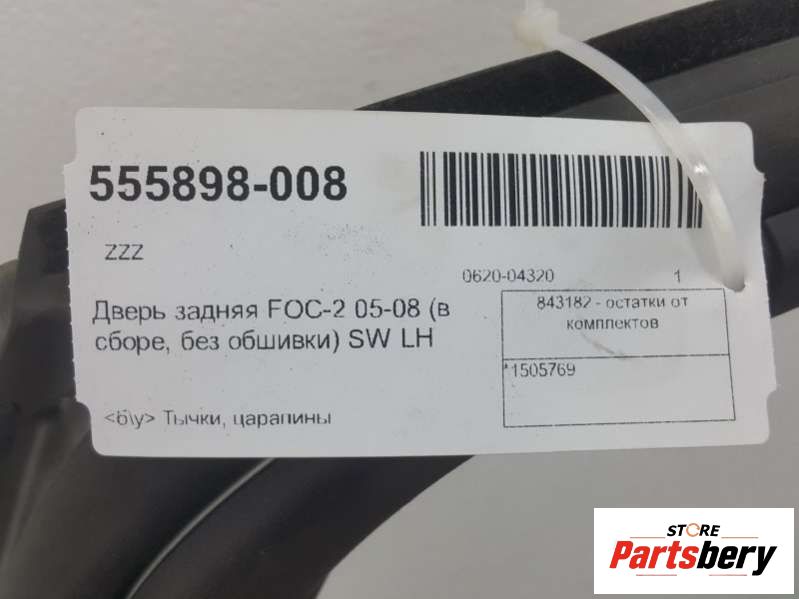 555898-008
ZZZ
0620-04320 1
Дверь задняя FOC-2 05-08 (в
сборе, без обшивки) SW LH
843182 - остатки от
комплектов
*1505769
<б\у> Тычки, царапины
STORE
Partsbery